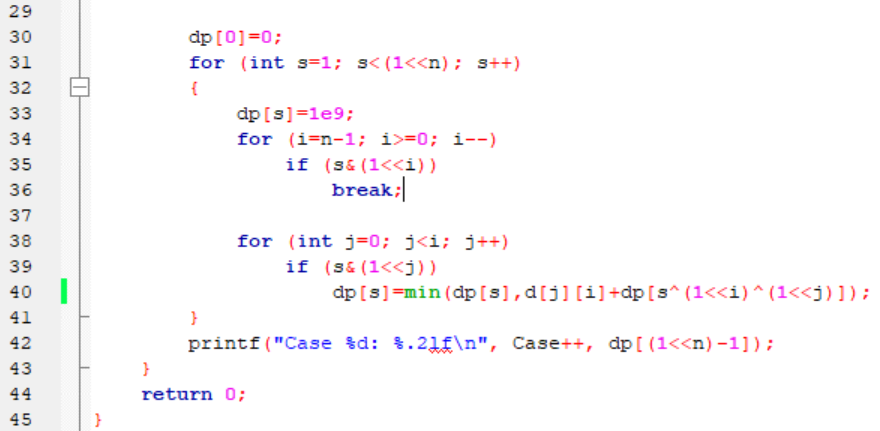 29
30 dp[0]=0;
31 for (int s=1; s<(1<<n); s++)
32 {
33 dp[s]=1e9;
34 for (i=n-1; i>=0; i--)
35 if (s&(1<<i))
36 break;
37
38 for (int j=0; j<i; j++)
39 if (s&(1<<j))
40 dp[s]=min(dp[s],d[j][i]+dp[s^(1<<i)^(1<<j)]);
41 }
42 printf("Case %d: %.2lf\n", Case++, dp[(1<<n)-1]);
43 }
44 return 0;
45 }